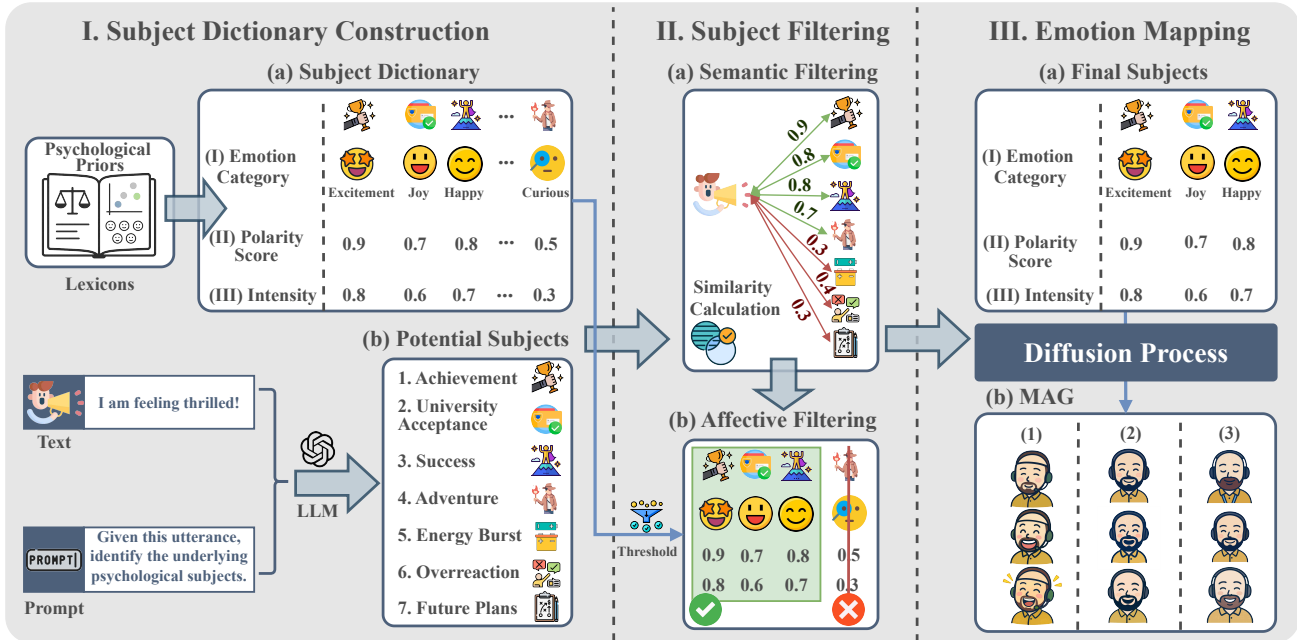 I. Subject Dictionary Construction
(a) Subject Dictionary
Psychological
Priors
Lexicons
(I) Emotion
Category
Excitement Joy Happy ... Curious
(II) Polarity
Score
0.9 0.7 0.8 ... 0.5
(III) Intensity 0.8 0.6 0.7 ... 0.3
(b) Potential Subjects
I am feeling thrilled!
Text
LLM
PROMPT
Given this utterance,
identify the underlying
psychological subjects.
Prompt
1. Achievement
2. University
Acceptance
3. Success
4. Adventure
5. Energy Burst
6. Overreaction
7. Future Plans
II. Subject Filtering
(a) Semantic Filtering
0.9
0.8
0.8
0.7
0.3
0.4
0.3
Similarity
Calculation
(b) Affective Filtering
Threshold
0.9 0.7 0.8 0.5
0.8 0.6 0.7 0.3
III. Emotion Mapping
(a) Final Subjects
(I) Emotion
Category
Excitement Joy Happy
(II) Polarity
Score
0.9 0.7 0.8
(III) Intensity 0.8 0.6 0.7
Diffusion Process
(b) MAG
(1) (2) (3)